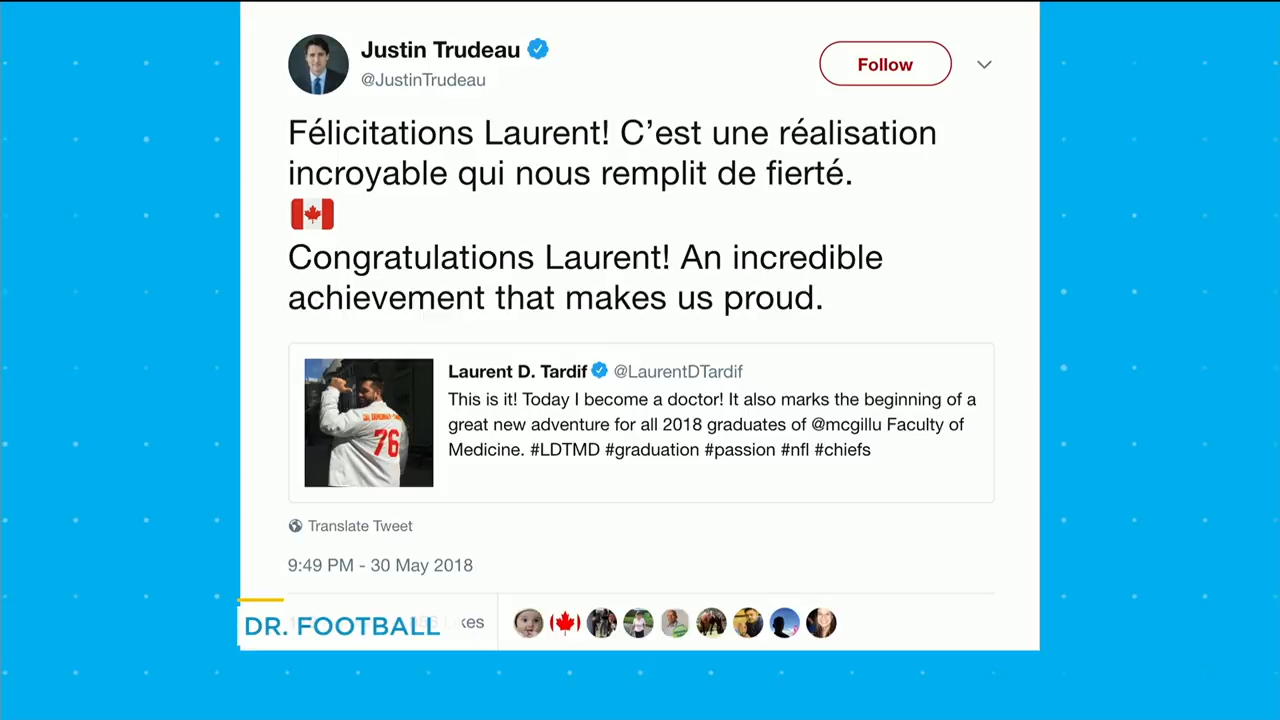 Justin Trudeau
@JustinTrudeau
Follow
Félicitations Laurent! C’est une réalisation
incroyable qui nous remplit de fierté.
Congratulations Laurent! An incredible
achievement that makes us proud.
Laurent D. Tardif @LaurentDTardif
This is it! Today I become a doctor! It also marks the beginning of a
great new adventure for all 2018 graduates of @mcgillu Faculty of
Medicine. #LDTMD #graduation #passion #nfl #chiefs
76
Translate Tweet
9:49 PM - 30 May 2018
DR. FOOTBALL